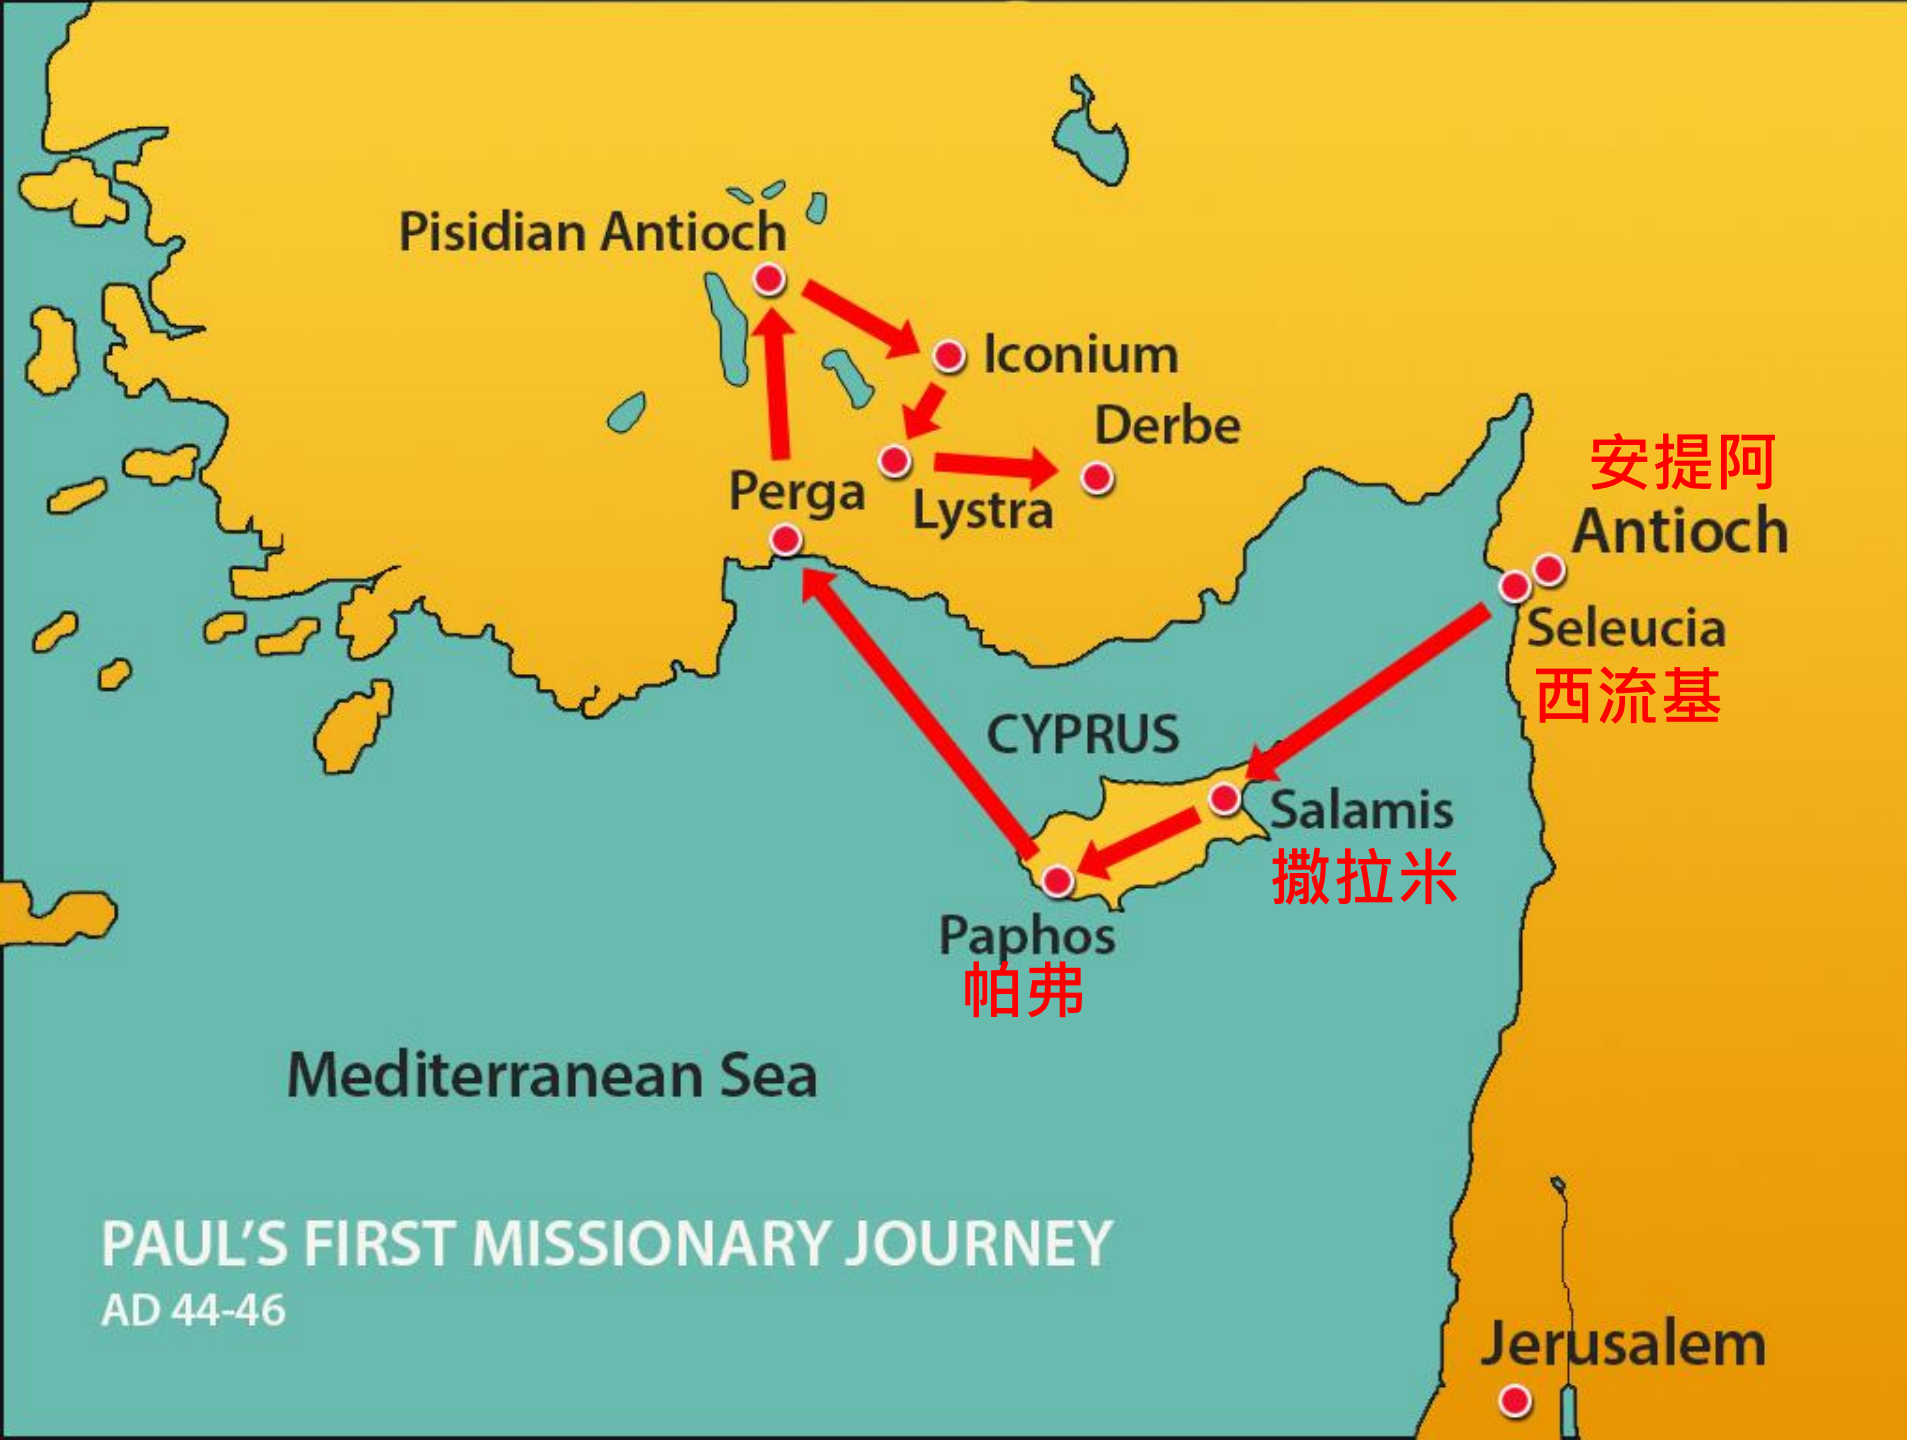 Pisidian Antioch
Iconium
Derbe
安提阿
Antioch
Perga
Lystra
Seleucia
西流基
CYPRUS
Salamis
撒拉米
Paphos
帕弗
Mediterranean Sea
PAUL'S FIRST MISSIONARY JOURNEY
AD 44-46
Jerusalem